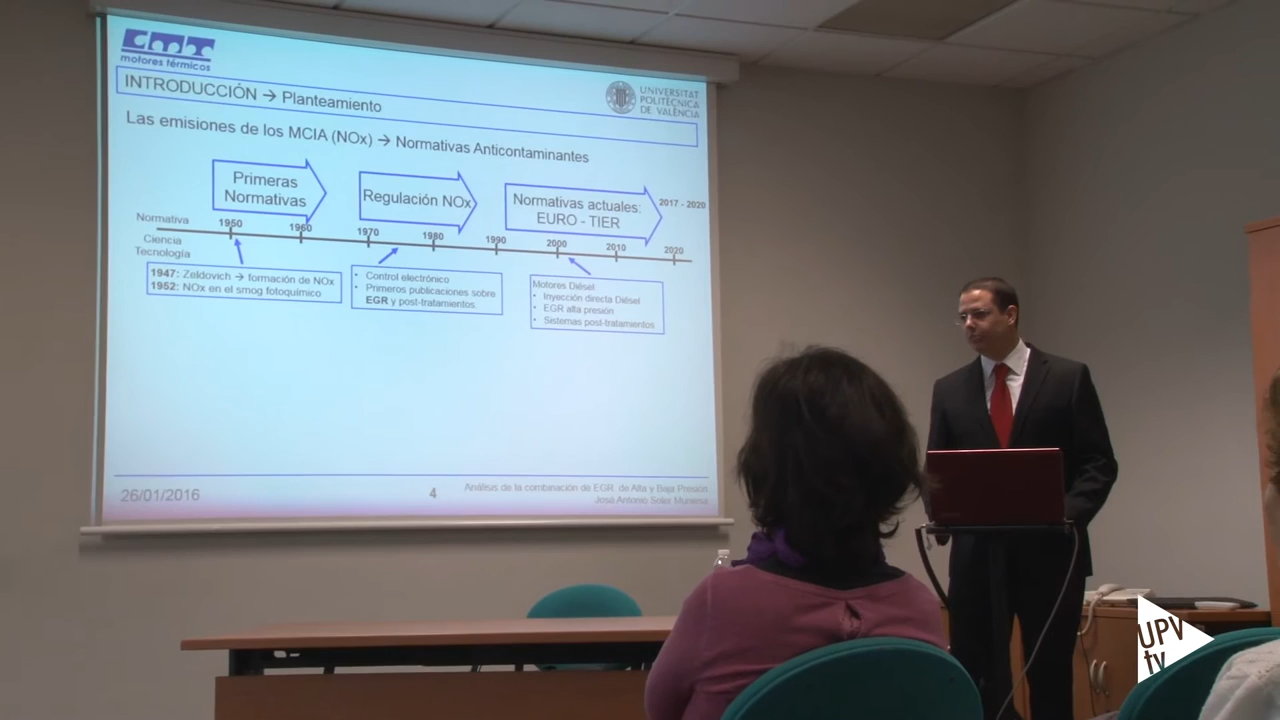 cmt
motores térmicos
INTRODUCCIÓN → Planteamiento
UNIVERSITAT
POLITÈCNICA
DE VALÈNCIA
Las emisiones de los MCIA (NOx) → Normativas Anticontaminantes
Primeras
Normativas
Regulación NOx
Normativas actuales:
EURO - TIER
2017 - 2020
Normativa
1950
1960
1970
1980
1990
2000
2010
2020
Ciencia
Tecnología
1947: Zeldovich → formación de NOx
1952: NOx en el smog fotoquímico
• Control electrónico
• Primeros publicaciones sobre
EGR y post-tratamientos.
Motores Diésel
• Inyección directa Diésel
• EGR alta presión
• Sistemas post-tratamientos
26/01/2016
4
Análisis de la combinación de EGR de Alta y Baja Presión
José Antonio Soler Muniesa
UPV
tv